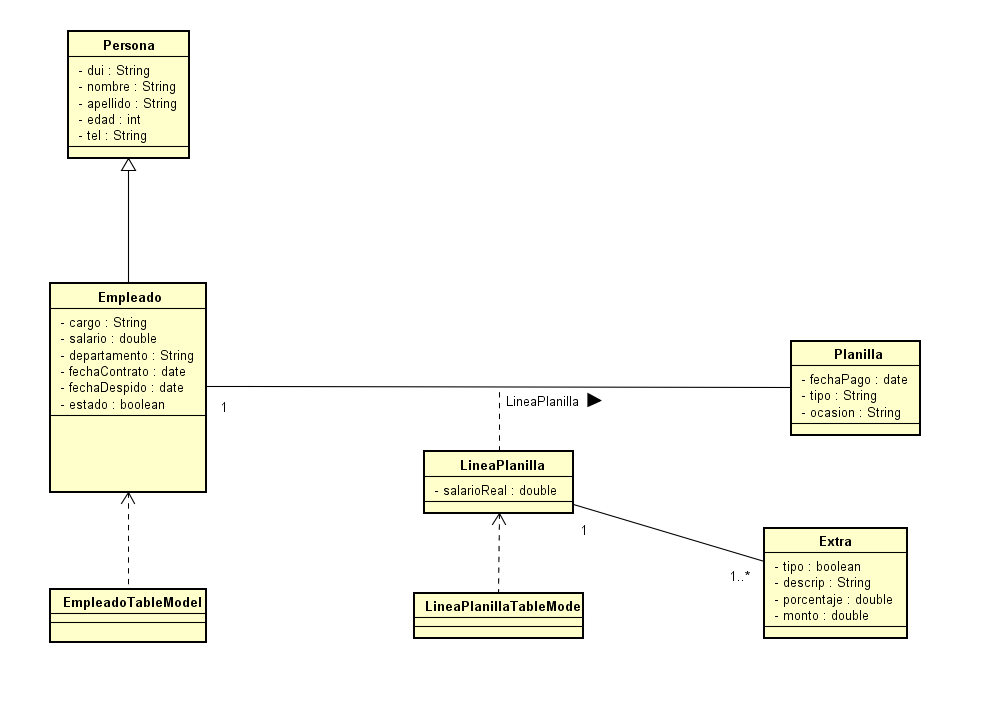 Persona
- dui : String
- nombre : String
- apellido : String
- edad : int
- tel : String
Empleado
- cargo : String
- salario : double
- departamento : String
- fechaContrato : date
- fechaDespido : date
- estado : boolean
1
LineaPlanilla
Planilla
- fechaPago : date
- tipo : String
- ocasion : String
LineaPlanilla
- salarioReal : double
1
1..*
Extra
- tipo : boolean
- descrip : String
- porcentaje : double
- monto : double
EmpleadoTableModel
LineaPlanillaTableMode